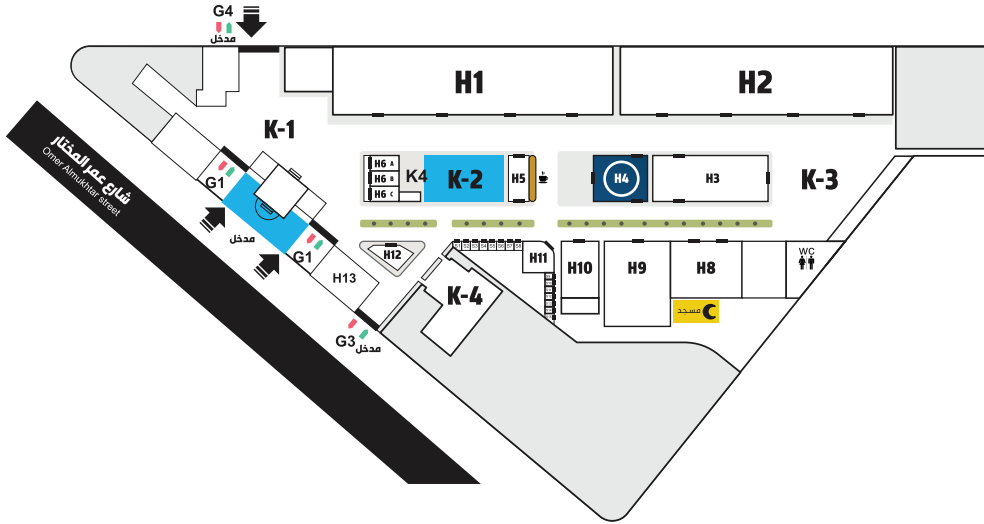 G4
مدخل
H1
H2
K-1
H6 A
H6 B
H6 C
K4
K-2
H5
H4
H3
K-3
شارع عمر المختار
Omer Almukhtar street
G1
مدخل
G1
H12
H13
H11
H10
H9
H8
WC
K-4
مسجد
G3
مدخل